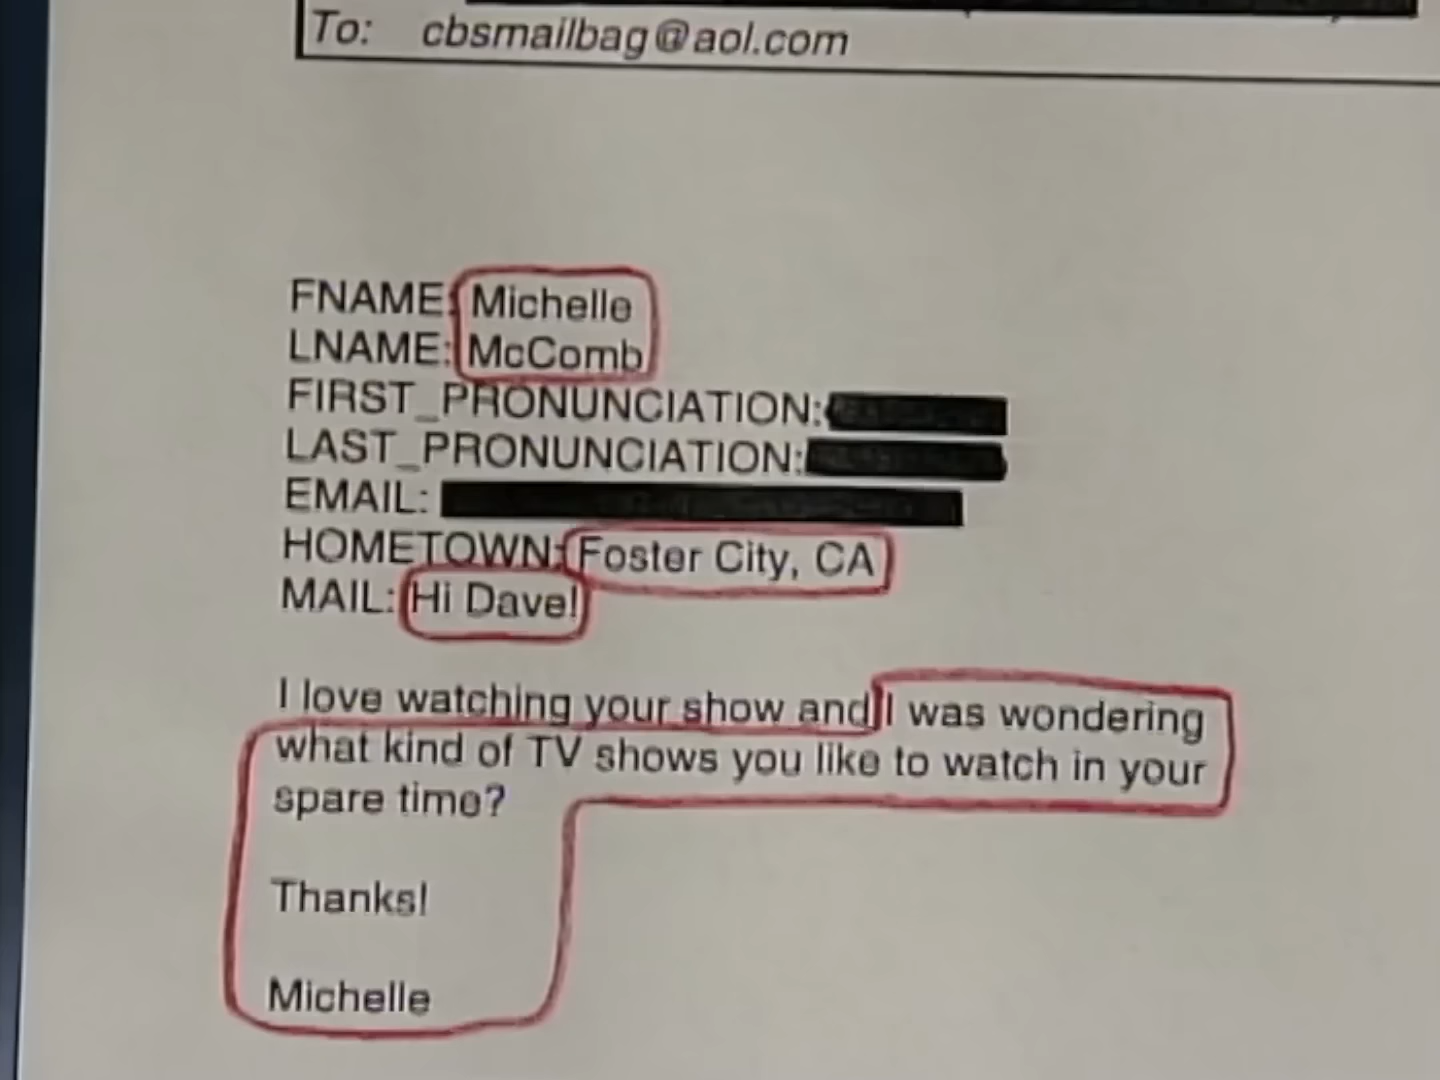 To: cbsmailbag@aol.com
FNAME: Michelle
LNAME: McComb
FIRST_PRONUNCIATION:
LAST_PRONUNCIATION:
EMAIL:
HOMETOWN: Foster City, CA
MAIL: Hi Dave!
I love watching your show and I was wondering
what kind of TV shows you like to watch in your
spare time?
Thanks!
Michelle